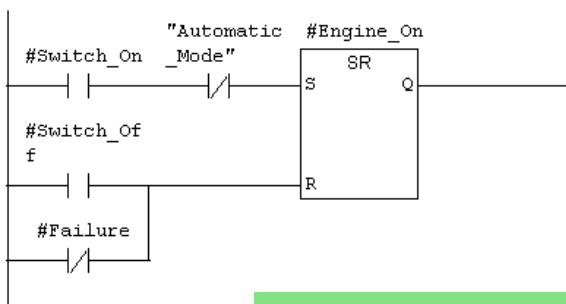 "Automatic
_Mode"
#Engine_On
#Switch_On
SR
S
Q
#Switch_Of
f
R
#Failure